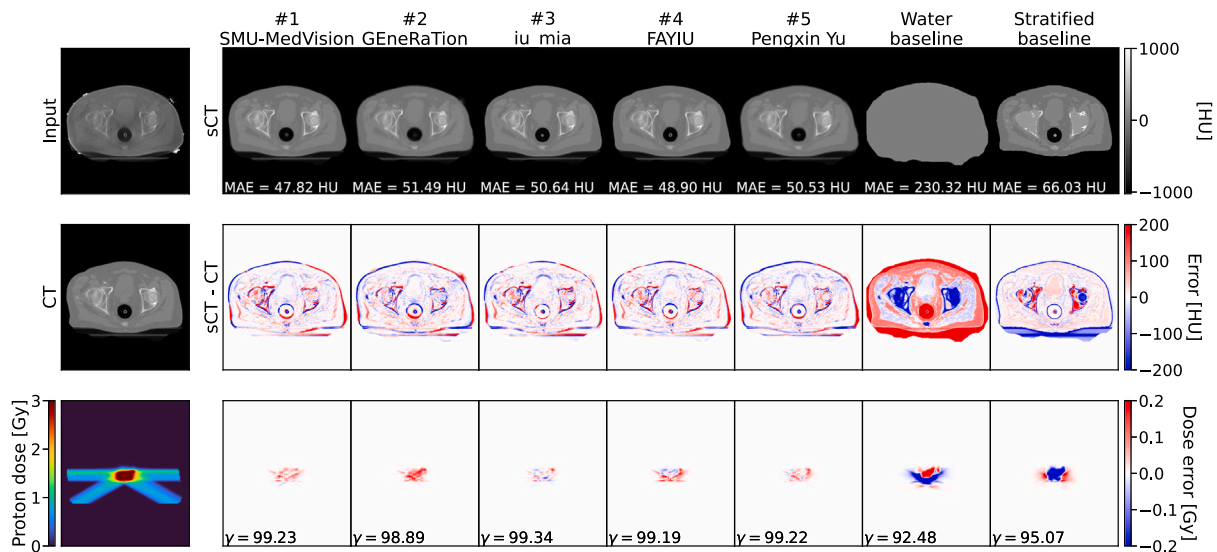 #1
SMU-MedVision
#2
GEneRaTion
#3
iu_mia
#4
FAYIU
#5
Pengxin Yu
Water
baseline
Stratified
baseline
Input
sCT
MAE = 47.82 HU
MAE = 51.49 HU
MAE = 50.64 HU
MAE = 48.90 HU
MAE = 50.53 HU
MAE = 230.32 HU
MAE = 66.03 HU
1000
0
−1000
[HU]
CT
sCT - CT
200
100
0
−100
−200
Error [HU]
Proton dose [Gy]
3
2
1
0
γ = 99.23
γ = 98.89
γ = 99.34
γ = 99.19
γ = 99.22
γ = 92.48
γ = 95.07
0.2
0.1
0.0
−0.1
−0.2
Dose error [Gy]